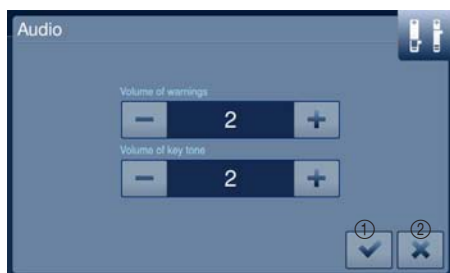 Audio
Volume of warnings
− 2 +
Volume of key tone
− 2 +
① ②